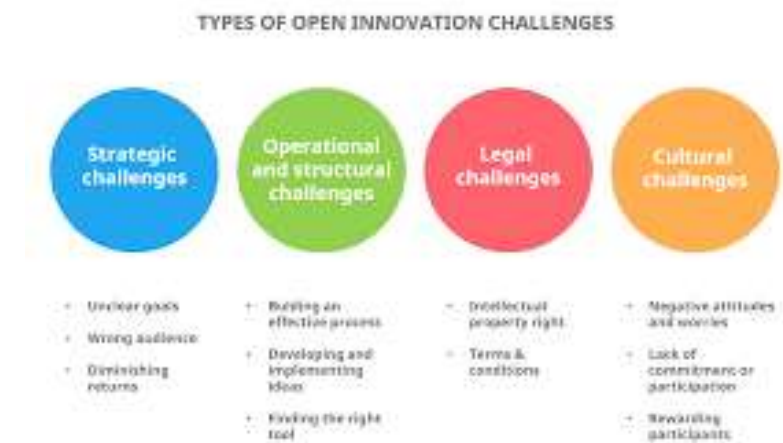 TYPES OF OPEN INNOVATION CHALLENGES
Strategic
challenges
Operational
and structural
challenges
Legal
challenges
Cultural
challenges
• Unclear goals
• Wrong audience
• Diminishing
returns
• Building an
effective process
• Developing and
implementing
ideas
• Finding the right
tool
• Intellectual
property right
• Terms &
conditions
• Negative attitudes
and worries
• Lack of
commitment or
participation
• Rewarding
participants